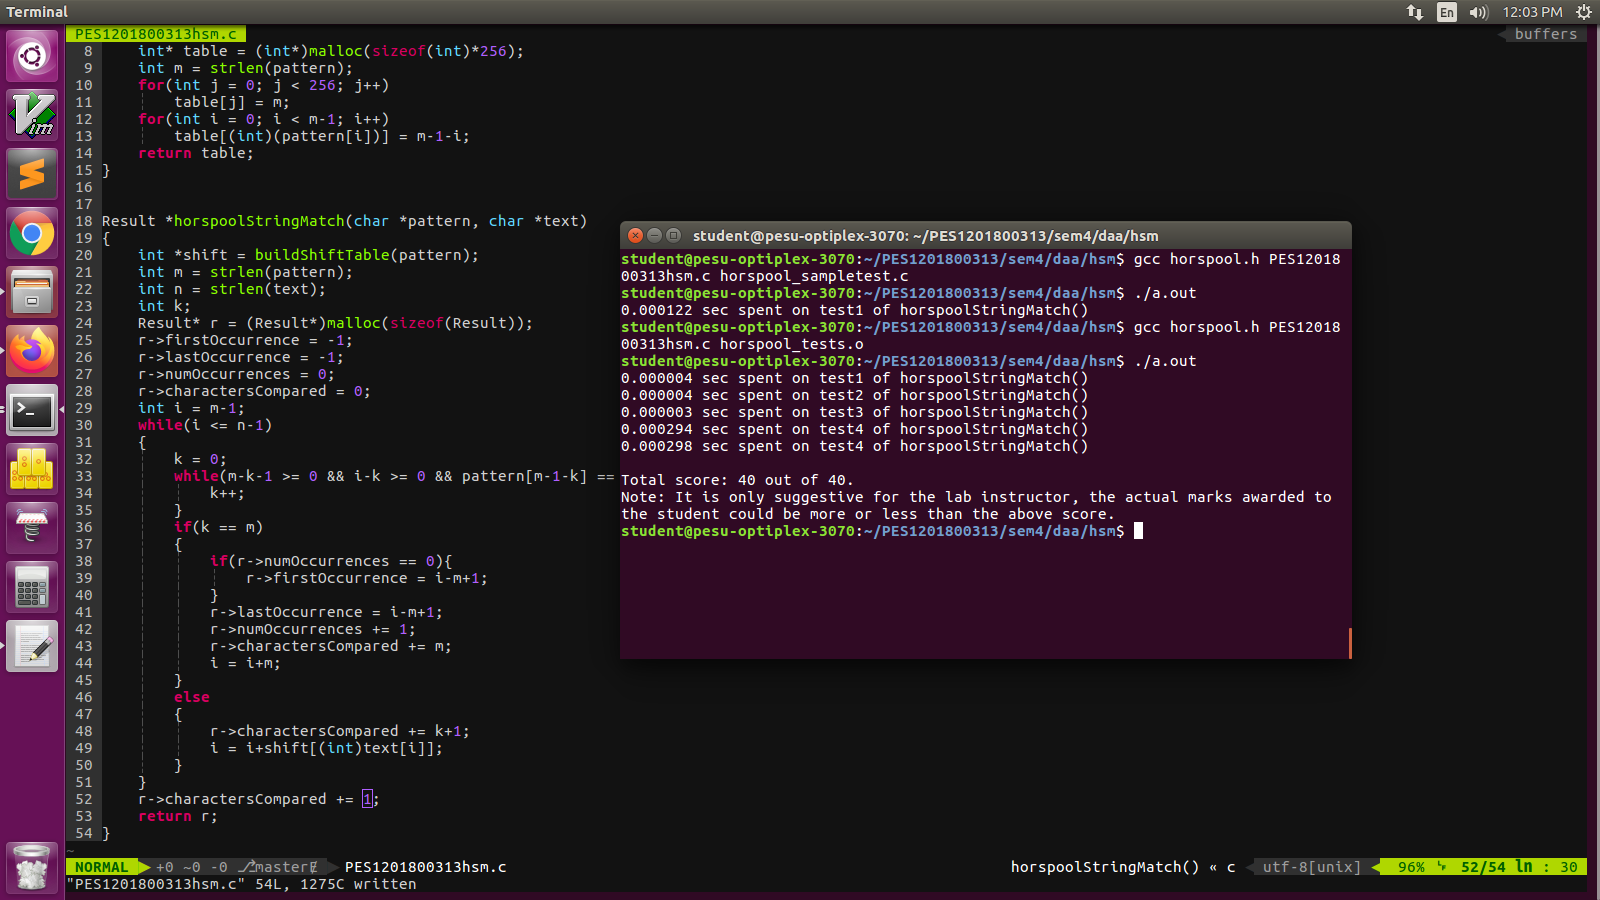 Terminal
En
12:03 PM
PES1201800313hsm.c
buffers
8 int* table = (int*)malloc(sizeof(int)*256);
9 int m = strlen(pattern);
10 for(int j = 0; j < 256; j++)
11 table[j] = m;
12 for(int i = 0; i < m-1; i++)
13 table[(int)(pattern[i])] = m-1-i;
14 return table;
15 }
16
17
18 Result *horspoolStringMatch(char *pattern, char *text)
19 {
20 int *shift = buildShiftTable(pattern);
21 int m = strlen(pattern);
22 int n = strlen(text);
23 int k;
24 Result* r = (Result*)malloc(sizeof(Result));
25 r->firstOccurrence = -1;
26 r->lastOccurrence = -1;
27 r->numOccurrences = 0;
28 r->charactersCompared = 0;
29 int i = m-1;
30 while(i <= n-1)
31 {
32 k = 0;
33 while(m-k-1 >= 0 && i-k >= 0 && pattern[m-1-k] ==
34 k++;
35 }
36 if(k == m)
37 {
38 if(r->numOccurrences == 0){
39 r->firstOccurrence = i-m+1;
40 }
41 r->lastOccurrence = i-m+1;
42 r->numOccurrences += 1;
43 r->charactersCompared += m;
44 i = i+m;
45 }
46 else
47 {
48 r->charactersCompared += k+1;
49 i = i+shift[(int)text[i]];
50 }
51 }
52 r->charactersCompared += 1;
53 return r;
54 }
~
NORMAL +0 ~0 -0 master PES1201800313hsm.c horspoolStringMatch() « c utf-8[unix] 96% 52/54 ln : 30
"PES1201800313hsm.c" 54L, 1275C written
student@pesu-optiplex-3070: ~/PES1201800313/sem4/daa/hsm
student@pesu-optiplex-3070:~/PES1201800313/sem4/daa/hsm$ gcc horspool.h PES12018
00313hsm.c horspool_sampletest.c
student@pesu-optiplex-3070:~/PES1201800313/sem4/daa/hsm$ ./a.out
0.000122 sec spent on test1 of horspoolStringMatch()
student@pesu-optiplex-3070:~/PES1201800313/sem4/daa/hsm$ gcc horspool.h PES12018
00313hsm.c horspool_tests.o
student@pesu-optiplex-3070:~/PES1201800313/sem4/daa/hsm$ ./a.out
0.000004 sec spent on test1 of horspoolStringMatch()
0.000004 sec spent on test2 of horspoolStringMatch()
0.000003 sec spent on test3 of horspoolStringMatch()
0.000294 sec spent on test4 of horspoolStringMatch()
0.000298 sec spent on test4 of horspoolStringMatch()
Total score: 40 out of 40.
Note: It is only suggestive for the lab instructor, the actual marks awarded to
the student could be more or less than the above score.
student@pesu-optiplex-3070:~/PES1201800313/sem4/daa/hsm$